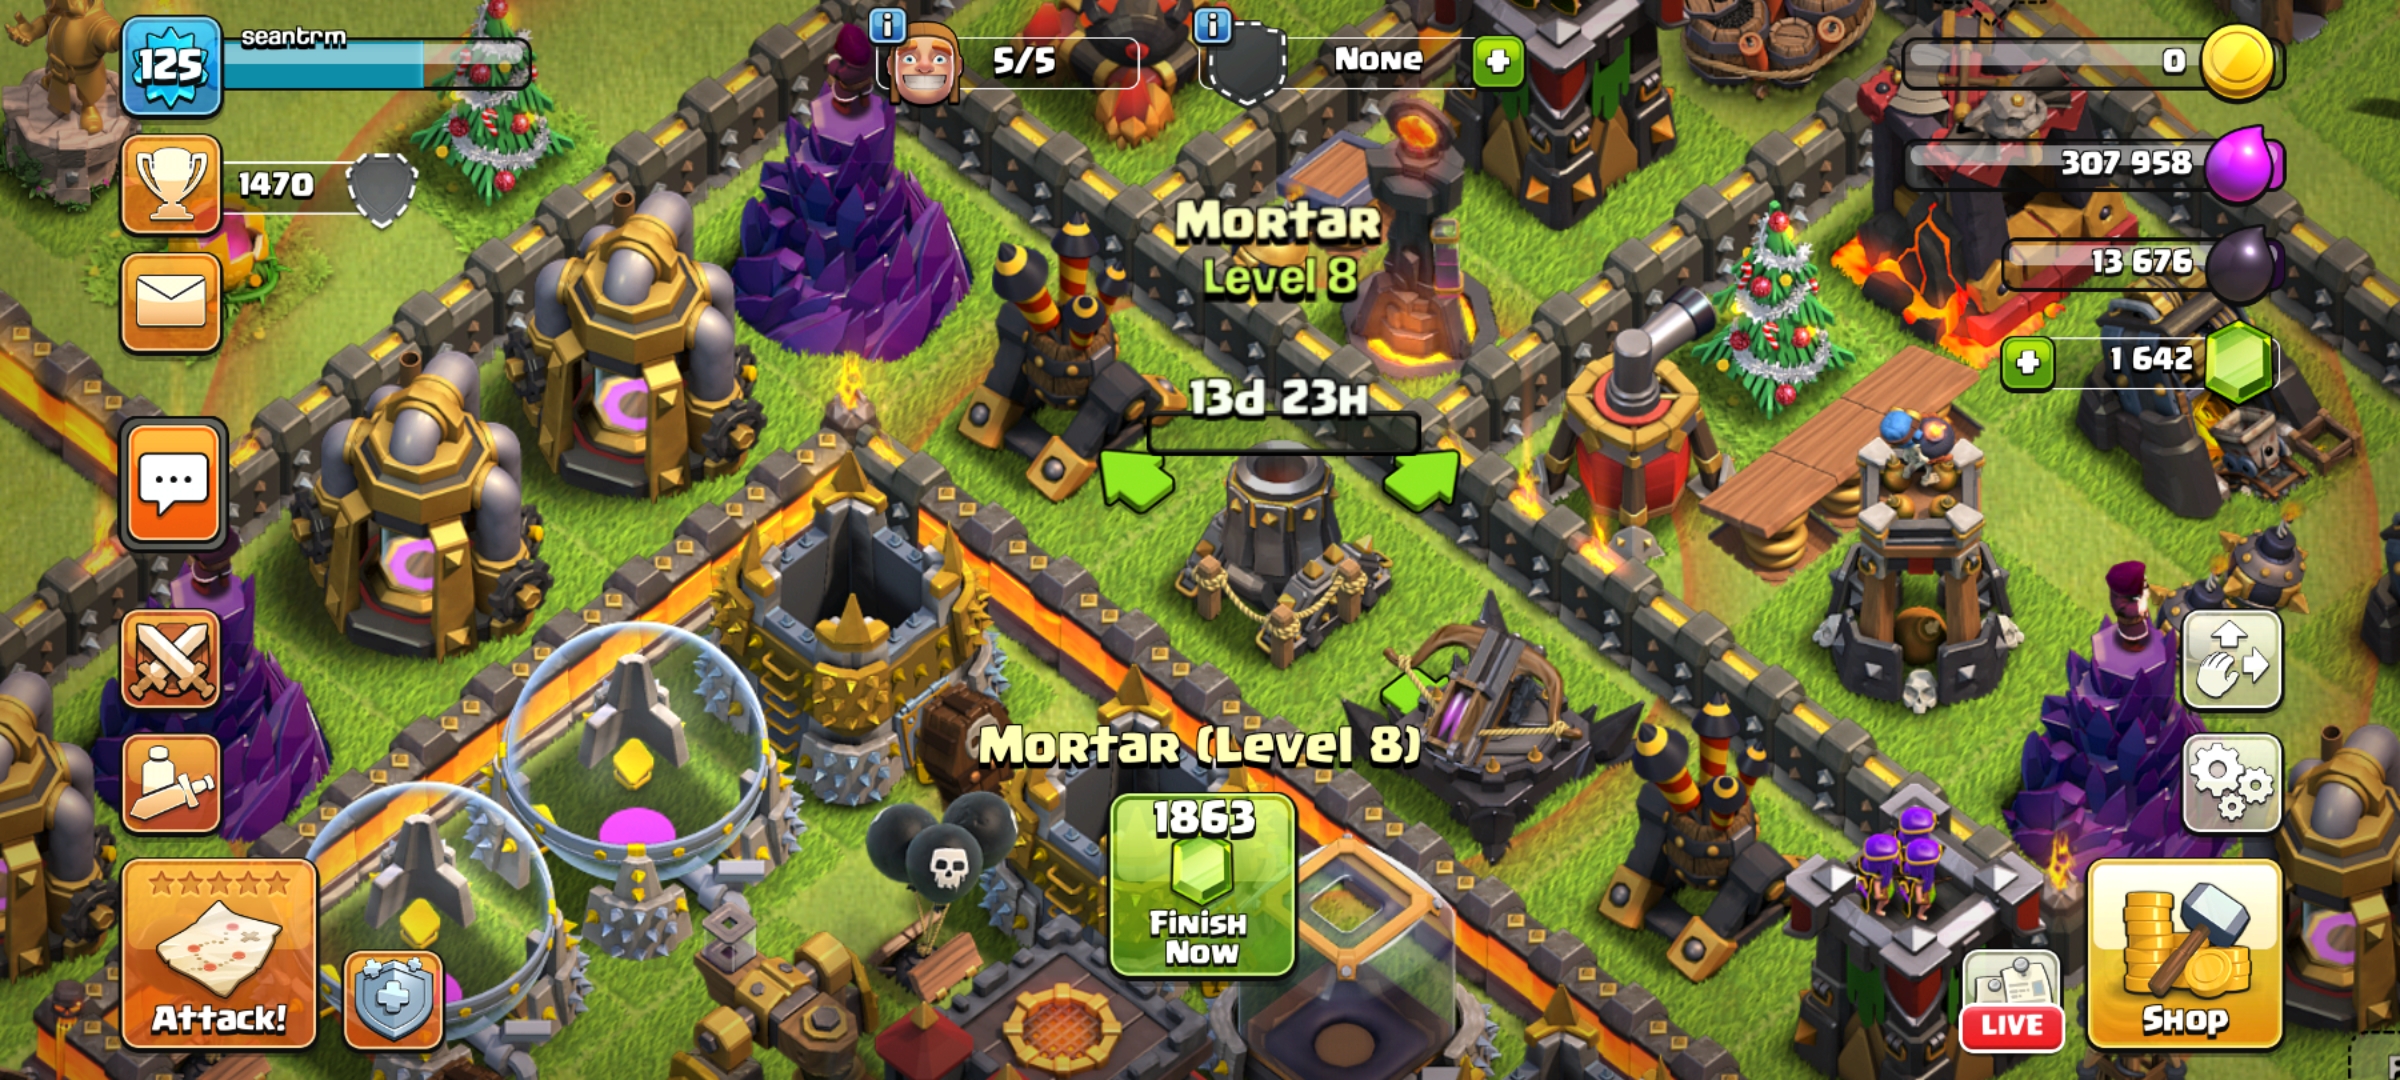 125
seantrm
i
5/5
i
None
+
0
1470
307 958
Mortar
Level 8
13 676
+
1 642
13d 23H
Mortar (Level 8)
1863
Finish
Now
Attack!
LIVE
Shop